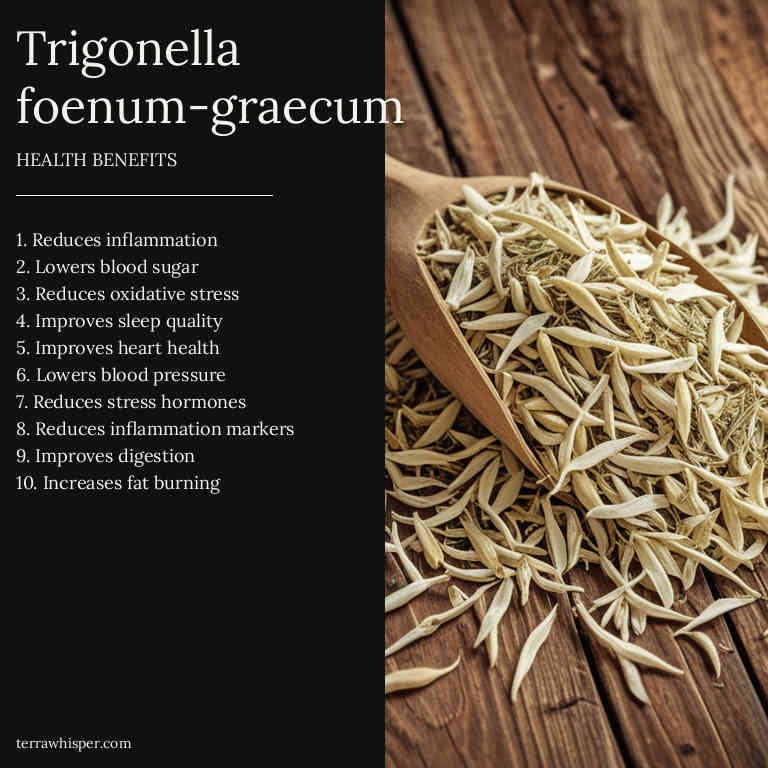 Trigonella
foenum-graecum
HEALTH BENEFITS
1. Reduces inflammation
2. Lowers blood sugar
3. Reduces oxidative stress
4. Improves sleep quality
5. Improves heart health
6. Lowers blood pressure
7. Reduces stress hormones
8. Reduces inflammation markers
9. Improves digestion
10. Increases fat burning
terrawhisper.com